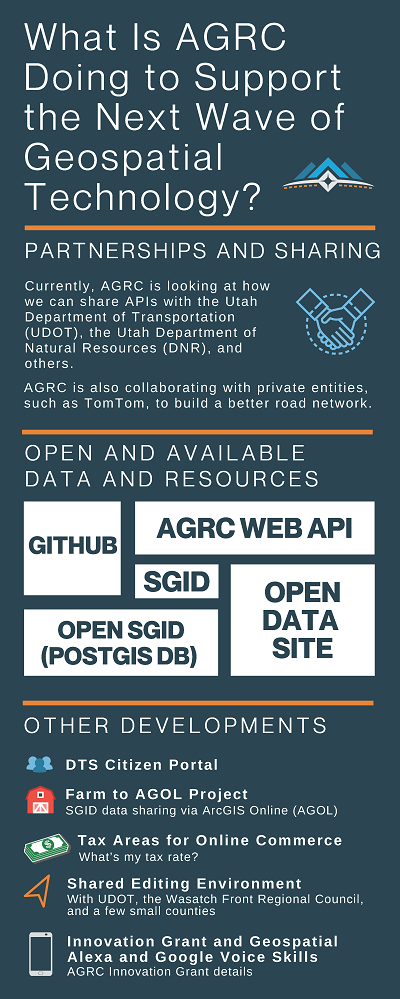 What Is AGRC
Doing to Support
the Next Wave of
Geospatial
Technology?
PARTNERSHIPS AND SHARING
Currently, AGRC is looking at how
we can share APIs with the Utah
Department of Transportation
(UDOT), the Utah Department of
Natural Resources (DNR), and
others.
AGRC is also collaborating with private entities,
such as TomTom, to build a better road network.
OPEN AND AVAILABLE
DATA AND RESOURCES
GITHUB
AGRC WEB API
SGID
OPEN
DATA
SITE
OPEN SGID
(POSTGIS DB)
OTHER DEVELOPMENTS
DTS Citizen Portal
Farm to AGOL Project
SGID data sharing via ArcGIS Online (AGOL)
Tax Areas for Online Commerce
What's my tax rate?
Shared Editing Environment
With UDOT, the Wasatch Front Regional Council,
and a few small counties
Innovation Grant and Geospatial
Alexa and Google Voice Skills
AGRC Innovation Grant details